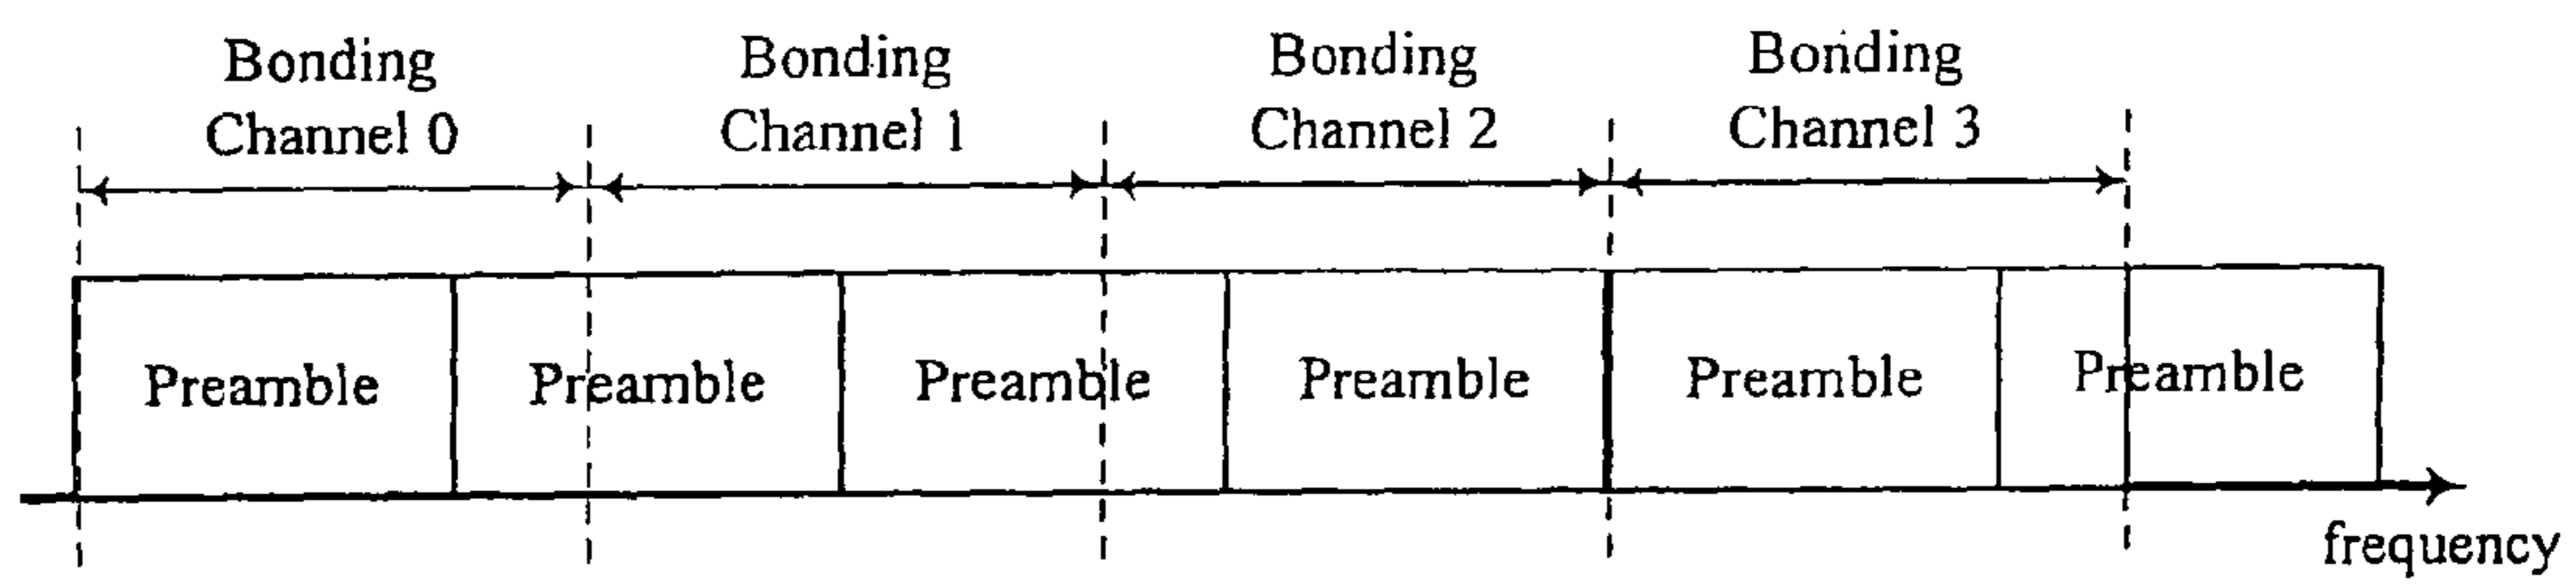 Bonding
Channel 0
Bonding
Channel 1
Bonding
Channel 2
Bonding
Channel 3
Preamble
Preamble
Preamble
Preamble
Preamble
Preamble
frequency